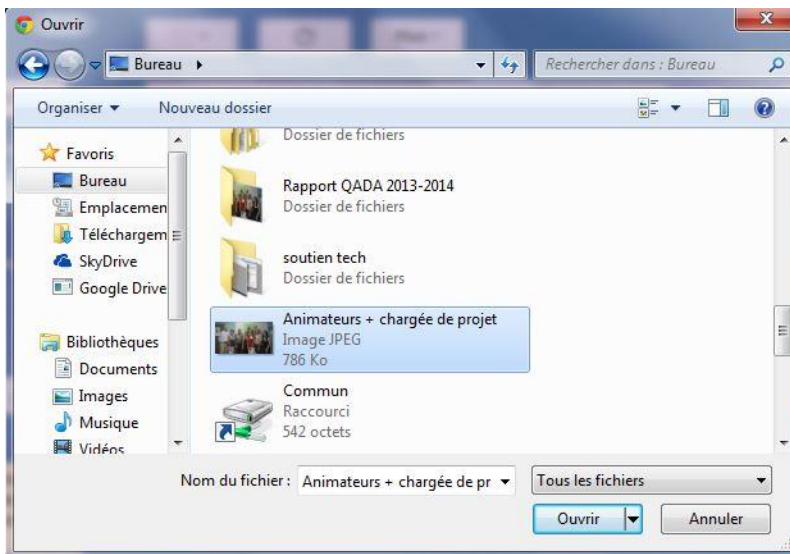 Ouvrir
Bureau
Rechercher dans : Bureau
Organiser
Nouveau dossier
Favoris
Bureau
Emplacemen
Téléchargem
SkyDrive
Google Drive
Bibliothèques
Documents
Images
Musique
Vidéos
Dossier de fichiers
Rapport QADA 2013-2014
Dossier de fichiers
soutien tech
Dossier de fichiers
Animateurs + chargée de projet
Image JPEG
786 Ko
Commun
Raccourci
542 octets
Nom du fichier : Animateurs + chargée de pr
Tous les fichiers
Ouvrir
Annuler